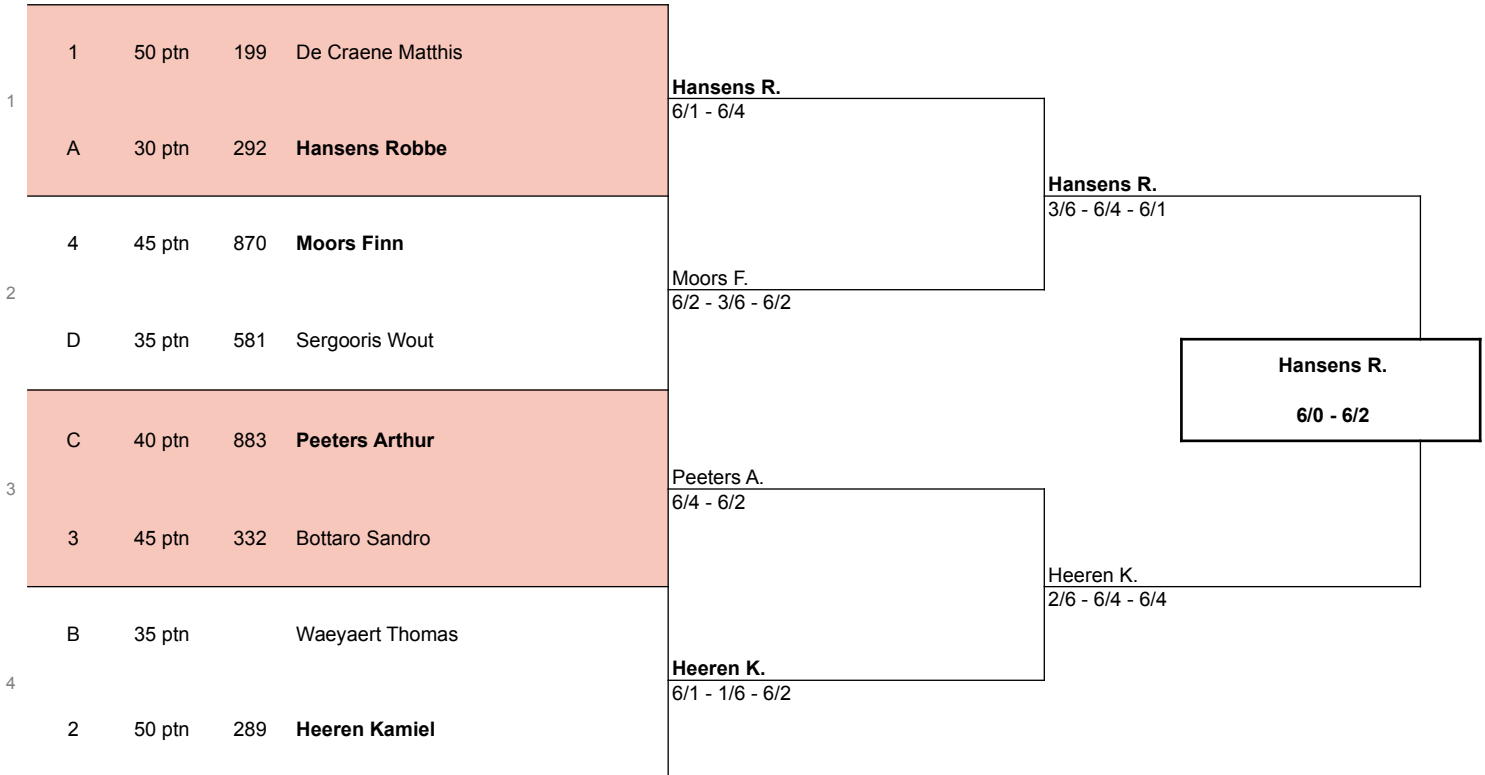 1 50 ptn 199 De Craene Matthis
Hansens R.
1
6/1 - 6/4
A 30 ptn 292 Hansens Robbe
Hansens R.
3/6 - 6/4 - 6/1
4 45 ptn 870 Moors Finn
Moors F.
2
6/2 - 3/6 - 6/2
D 35 ptn 581 Sergooris Wout
Hansens R.
6/0 - 6/2
C 40 ptn 883 Peeters Arthur
Peeters A.
3
6/4 - 6/2
3 45 ptn 332 Bottaro Sandro
Heeren K.
2/6 - 6/4 - 6/4
B 35 ptn Waeyaert Thomas
Heeren K.
4
6/1 - 1/6 - 6/2
2 50 ptn 289 Heeren Kamiel